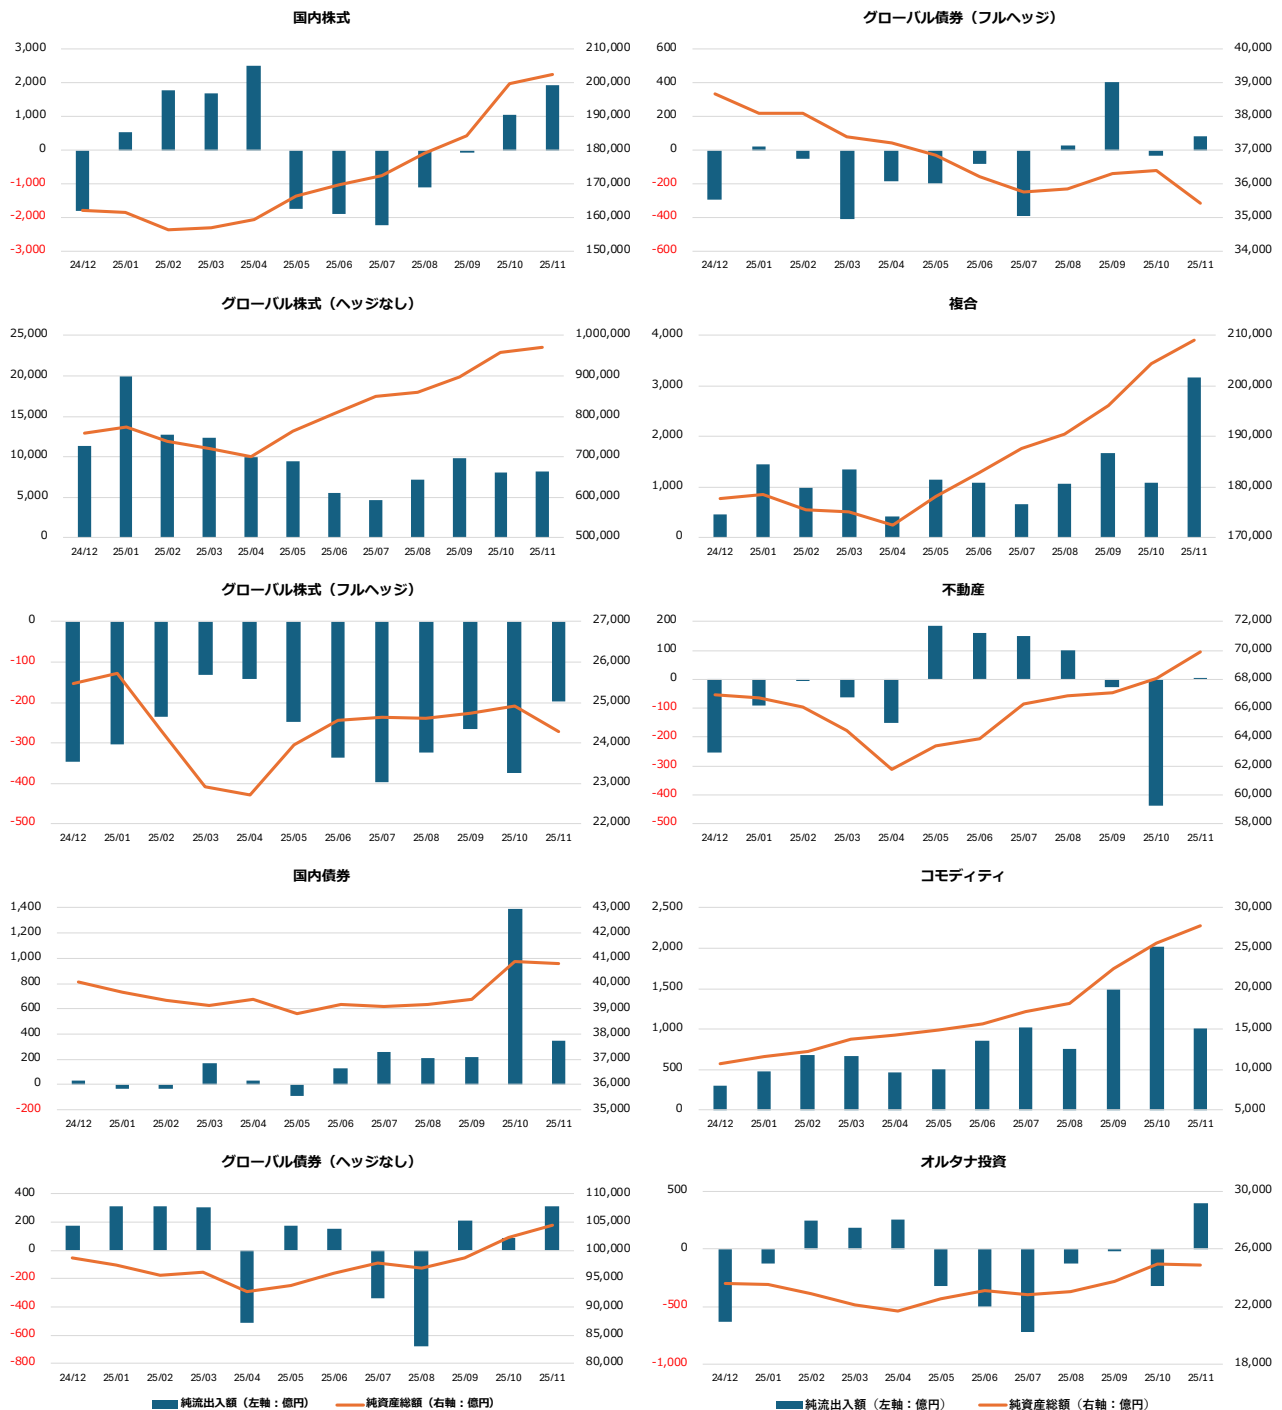 国内株式
3,000 210,000
2,000 200,000
1,000 190,000
0 180,000
-1,000 170,000
-2,000 160,000
-3,000 150,000
24/12 25/01 25/02 25/03 25/04 25/05 25/06 25/07 25/08 25/09 25/10 25/11
グローバル債券（フルヘッジ）
600 40,000
400 39,000
200 38,000
0 37,000
-200 36,000
-400 35,000
-600 34,000
24/12 25/01 25/02 25/03 25/04 25/05 25/06 25/07 25/08 25/09 25/10 25/11
グローバル株式（ヘッジなし）
25,000 1,000,000
20,000 900,000
15,000 800,000
10,000 700,000
5,000 600,000
0 500,000
24/12 25/01 25/02 25/03 25/04 25/05 25/06 25/07 25/08 25/09 25/10 25/11
複合
4,000 210,000
3,000 200,000
2,000 190,000
1,000 180,000
0 170,000
24/12 25/01 25/02 25/03 25/04 25/05 25/06 25/07 25/08 25/09 25/10 25/11
グローバル株式（フルヘッジ）
0 27,000
-100 26,000
-200 25,000
-300 24,000
-400 23,000
-500 22,000
24/12 25/01 25/02 25/03 25/04 25/05 25/06 25/07 25/08 25/09 25/10 25/11
不動産
200 72,000
100 70,000
0 68,000
-100 66,000
-200 64,000
-300 62,000
-400 60,000
-500 58,000
24/12 25/01 25/02 25/03 25/04 25/05 25/06 25/07 25/08 25/09 25/10 25/11
国内債券
1,400 43,000
1,200 42,000
1,000 41,000
800 40,000
600 39,000
400 38,000
200 37,000
0 36,000
-200 35,000
24/12 25/01 25/02 25/03 25/04 25/05 25/06 25/07 25/08 25/09 25/10 25/11
コモディティ
2,500 30,000
2,000 25,000
1,500 20,000
1,000 15,000
500 10,000
0 5,000
24/12 25/01 25/02 25/03 25/04 25/05 25/06 25/07 25/08 25/09 25/10 25/11
グローバル債券（ヘッジなし）
400 110,000
200 105,000
0 100,000
-200 95,000
-400 90,000
-600 85,000
-800 80,000
24/12 25/01 25/02 25/03 25/04 25/05 25/06 25/07 25/08 25/09 25/10 25/11
純流出入額（左軸：億円） 純資産総額（右軸：億円）
オルタナ投資
500 30,000
0 26,000
-500 22,000
-1,000 18,000
24/12 25/01 25/02 25/03 25/04 25/05 25/06 25/07 25/08 25/09 25/10 25/11
純流出入額（左軸：億円） 純資産総額（右軸：億円）